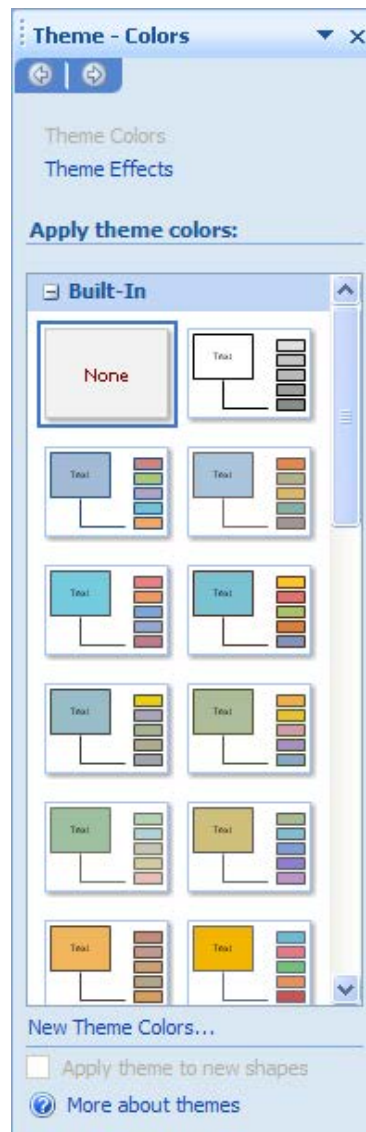 Theme - Colors
Theme Colors
Theme Effects
Apply theme colors:
Built-In
None
Text
Text
Text
Text
Text
Text
Text
Text
Text
Text
Text
New Theme Colors...
Apply theme to new shapes
More about themes